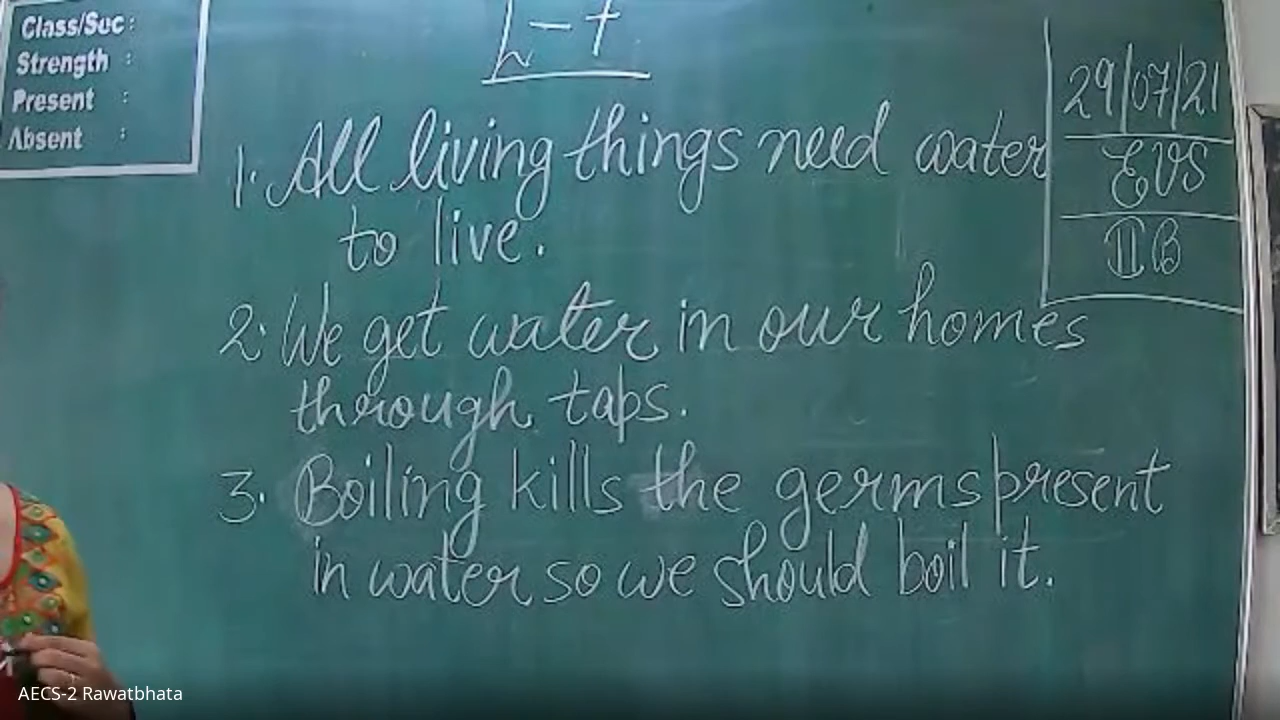 Class/Sec :
Strength :
Present :
Absent :
L-7
29/07/21
EVS
II B
1. All living things need water
to live.
2. We get water in our homes
through taps.
3. Boiling kills the germs present
in water so we should boil it.
AECS-2 Rawatbhata